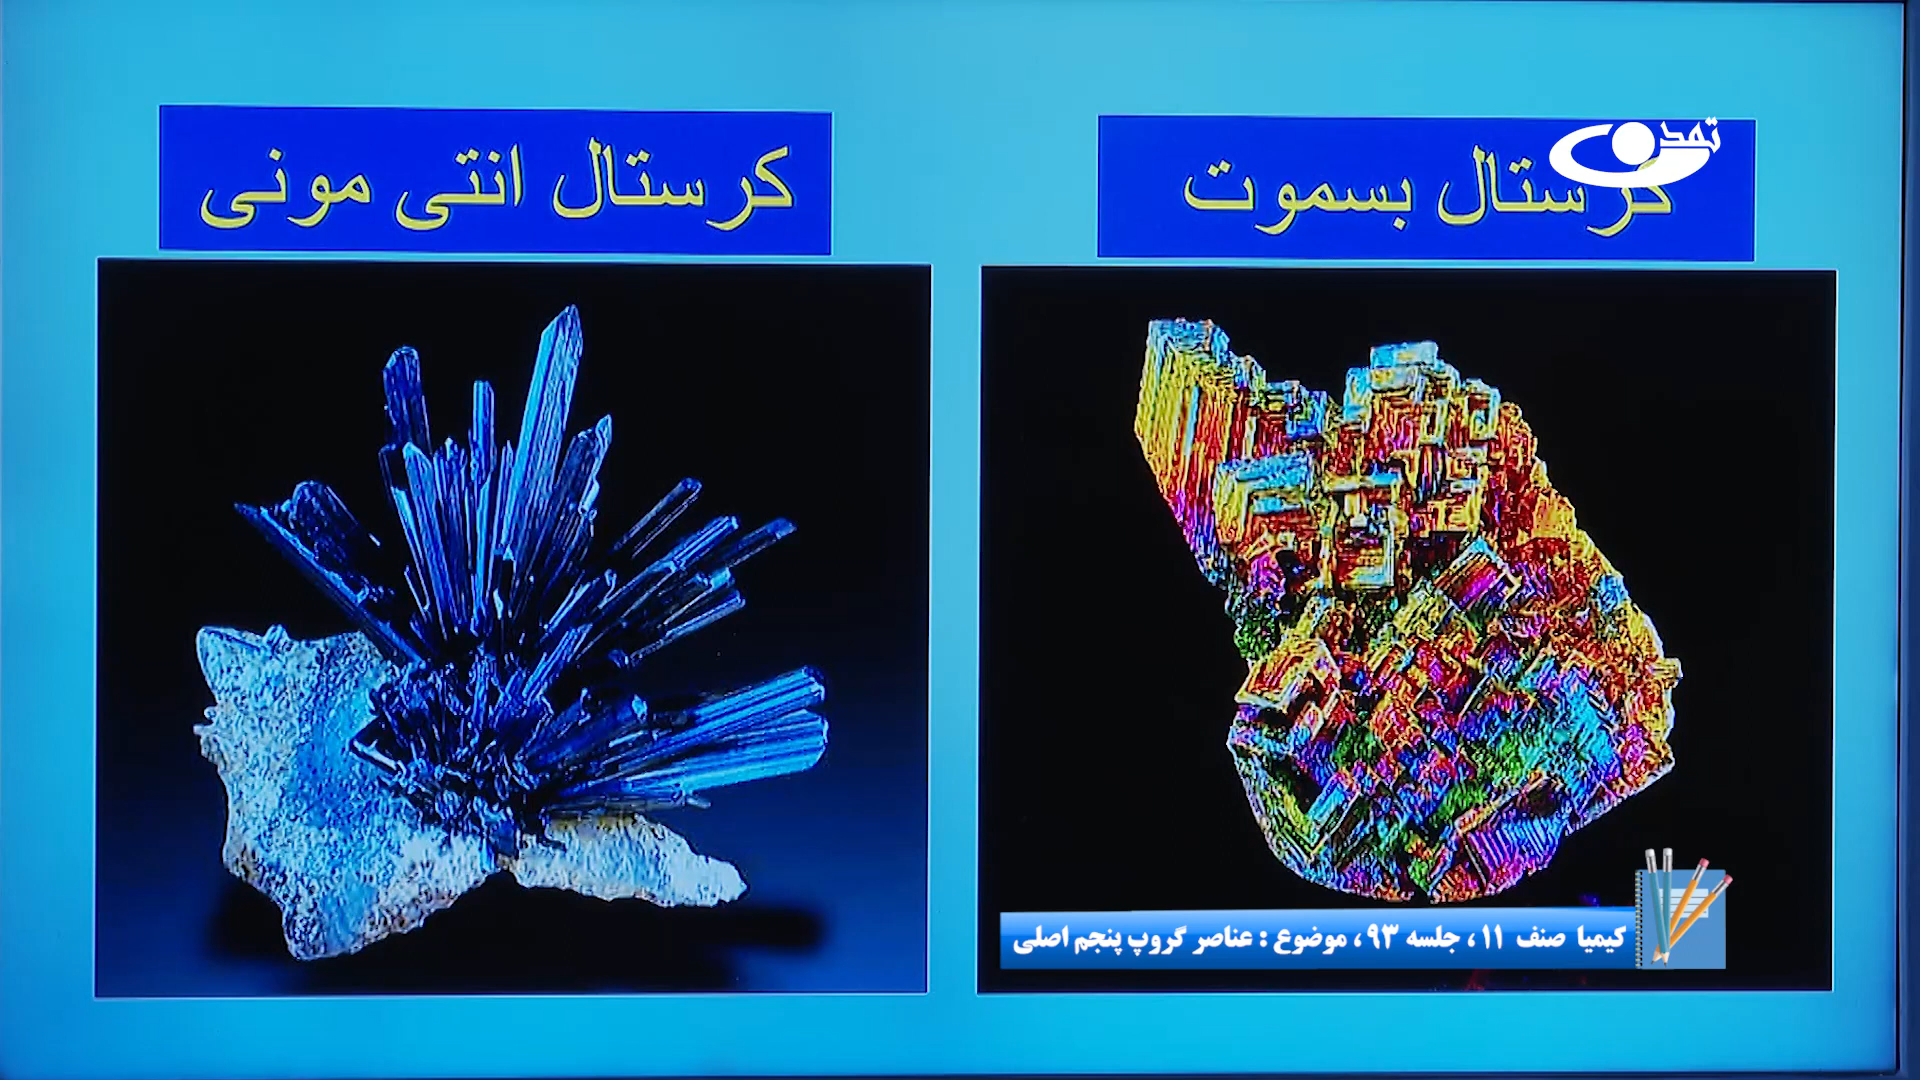 تمدن
کرستال بسموت
کرستال انتی مونی
کیمیا صنف ۱۱، جلسه ۹۳، موضوع : عناصر گروپ پنجم اصلی